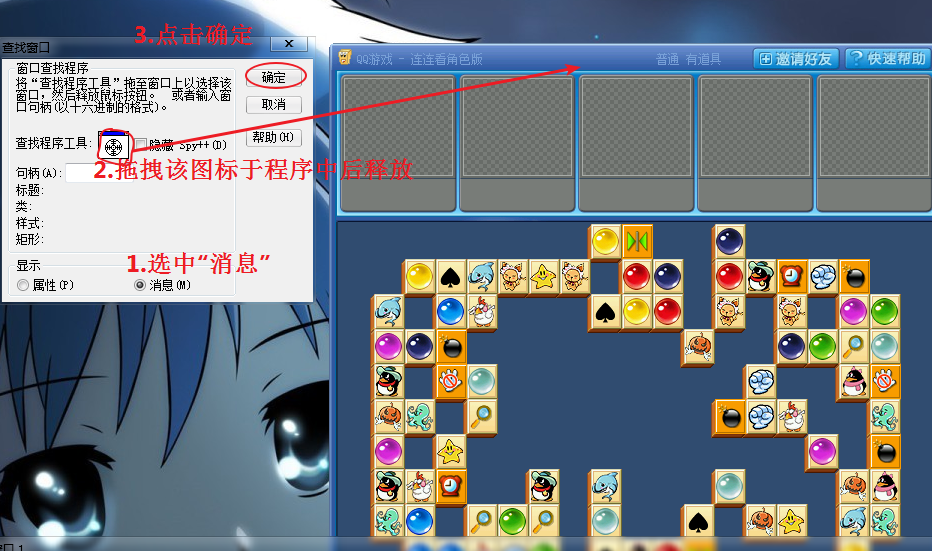 3.点击确定
查找窗口
窗口查找程序
将“查找程序工具”拖至窗口上以选择该
窗口，然后释放鼠标按钮。 或者输入窗
口句柄(以十六进制的格式)。
确定
取消
帮助(H)
查找程序工具:
隐藏 Spy++(D)
2.拖拽该图标于程序中后释放
句柄(A):
标题:
类:
样式:
矩形:
1.选中“消息”
显示
属性(P)
消息(M)
QQ游戏 - 连连看角色版
普通 有道具
邀请好友
快速帮助